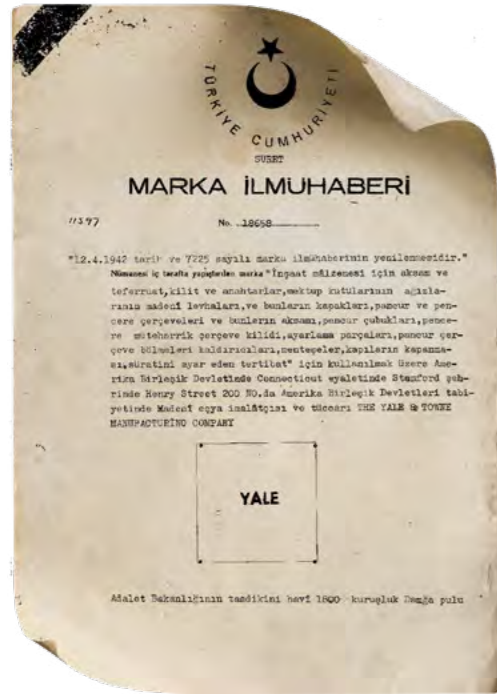 TÜRKİYE CUMHURİYETİ
SURET
MARKA İLMÜHABERİ
11397
No. 18658
"12.4.1942 tarih ve 7225 sayılı marka ilmühaberinin yenilenmesidir."
Nümunesi iç tarafta yapıştırılan marka "İnşaat mâlzemesi için aksam ve
teferruat,kilit ve anahtarlar,mektup kutularının ağızla-
rının madenî levhaları,ve bunların kapakları,pancur ve pen-
cere çerçeveleri ve bunların aksamı,pancur çubukları,pence-
re müteharrik çerçeve kilidi,ayarlama parçaları,pancur çer-
çeve bölmeleri kaldırıcıları,menteşeler,kapıların kapanma-
sı,süratini ayar eden tertibat" için kullanılmak üzere Ame-
rika Birleşik Devletlerinde Connecticut eyaletinde Stamford şeh-
rinde Henry Street 200 NO.da Amerika Birleşik Devletleri tabi-
yetinde Madenî eşya imalâtçısı ve tüccarı THE YALE & TOWNE
MANUFACTURING COMPANY
YALE
Adalet Bakanlığının tasdikini havi 1800 kuruşluk Damga pulu